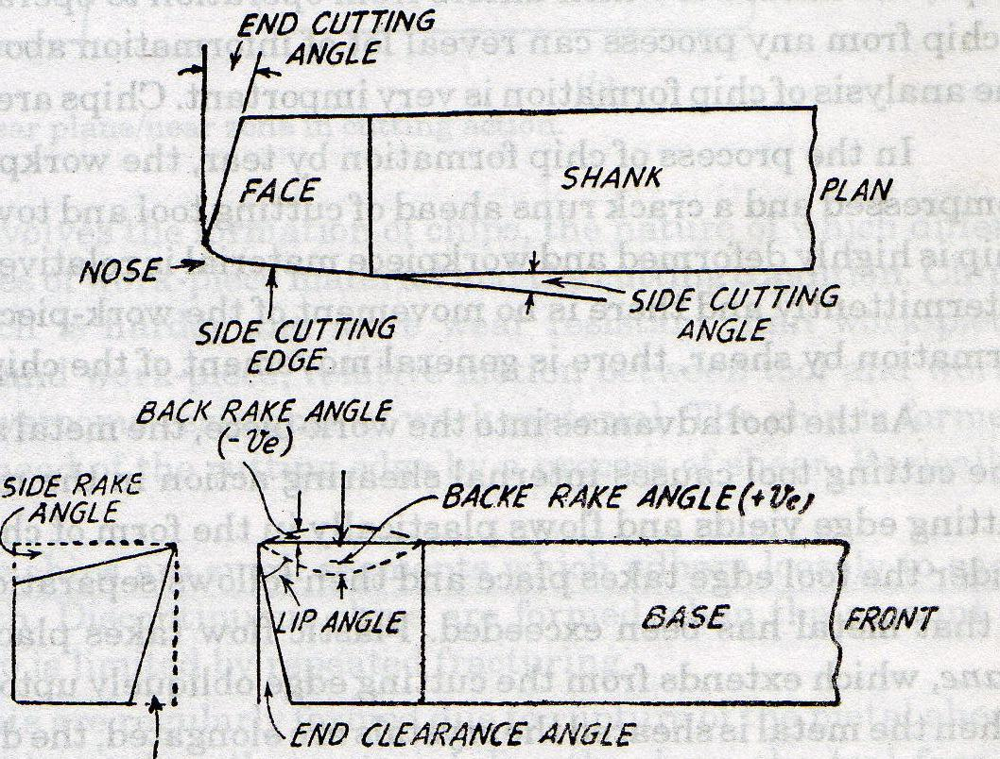 END CUTTING
ANGLE
FACE
SHANK
PLAN
NOSE
SIDE CUTTING
ANGLE
SIDE CUTTING
EDGE
BACK RAKE ANGLE
(-Ve)
SIDE RAKE
ANGLE
BACKE RAKE ANGLE (+Ve)
LIP ANGLE
BASE
FRONT
END CLEARANCE ANGLE